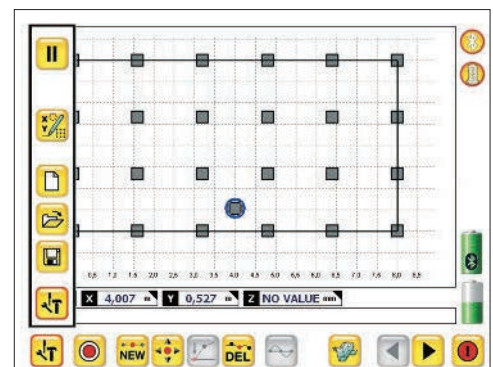 X Y
0,5 1,0 1,5 2,0 2,5 3,0 3,5 4,0 4,5 5,0 5,5 6,0 6,5 7,0 7,5 8,0 8,5
X 4,007 m Y 0,527 m Z NO VALUE mm
T
T NEW DEL